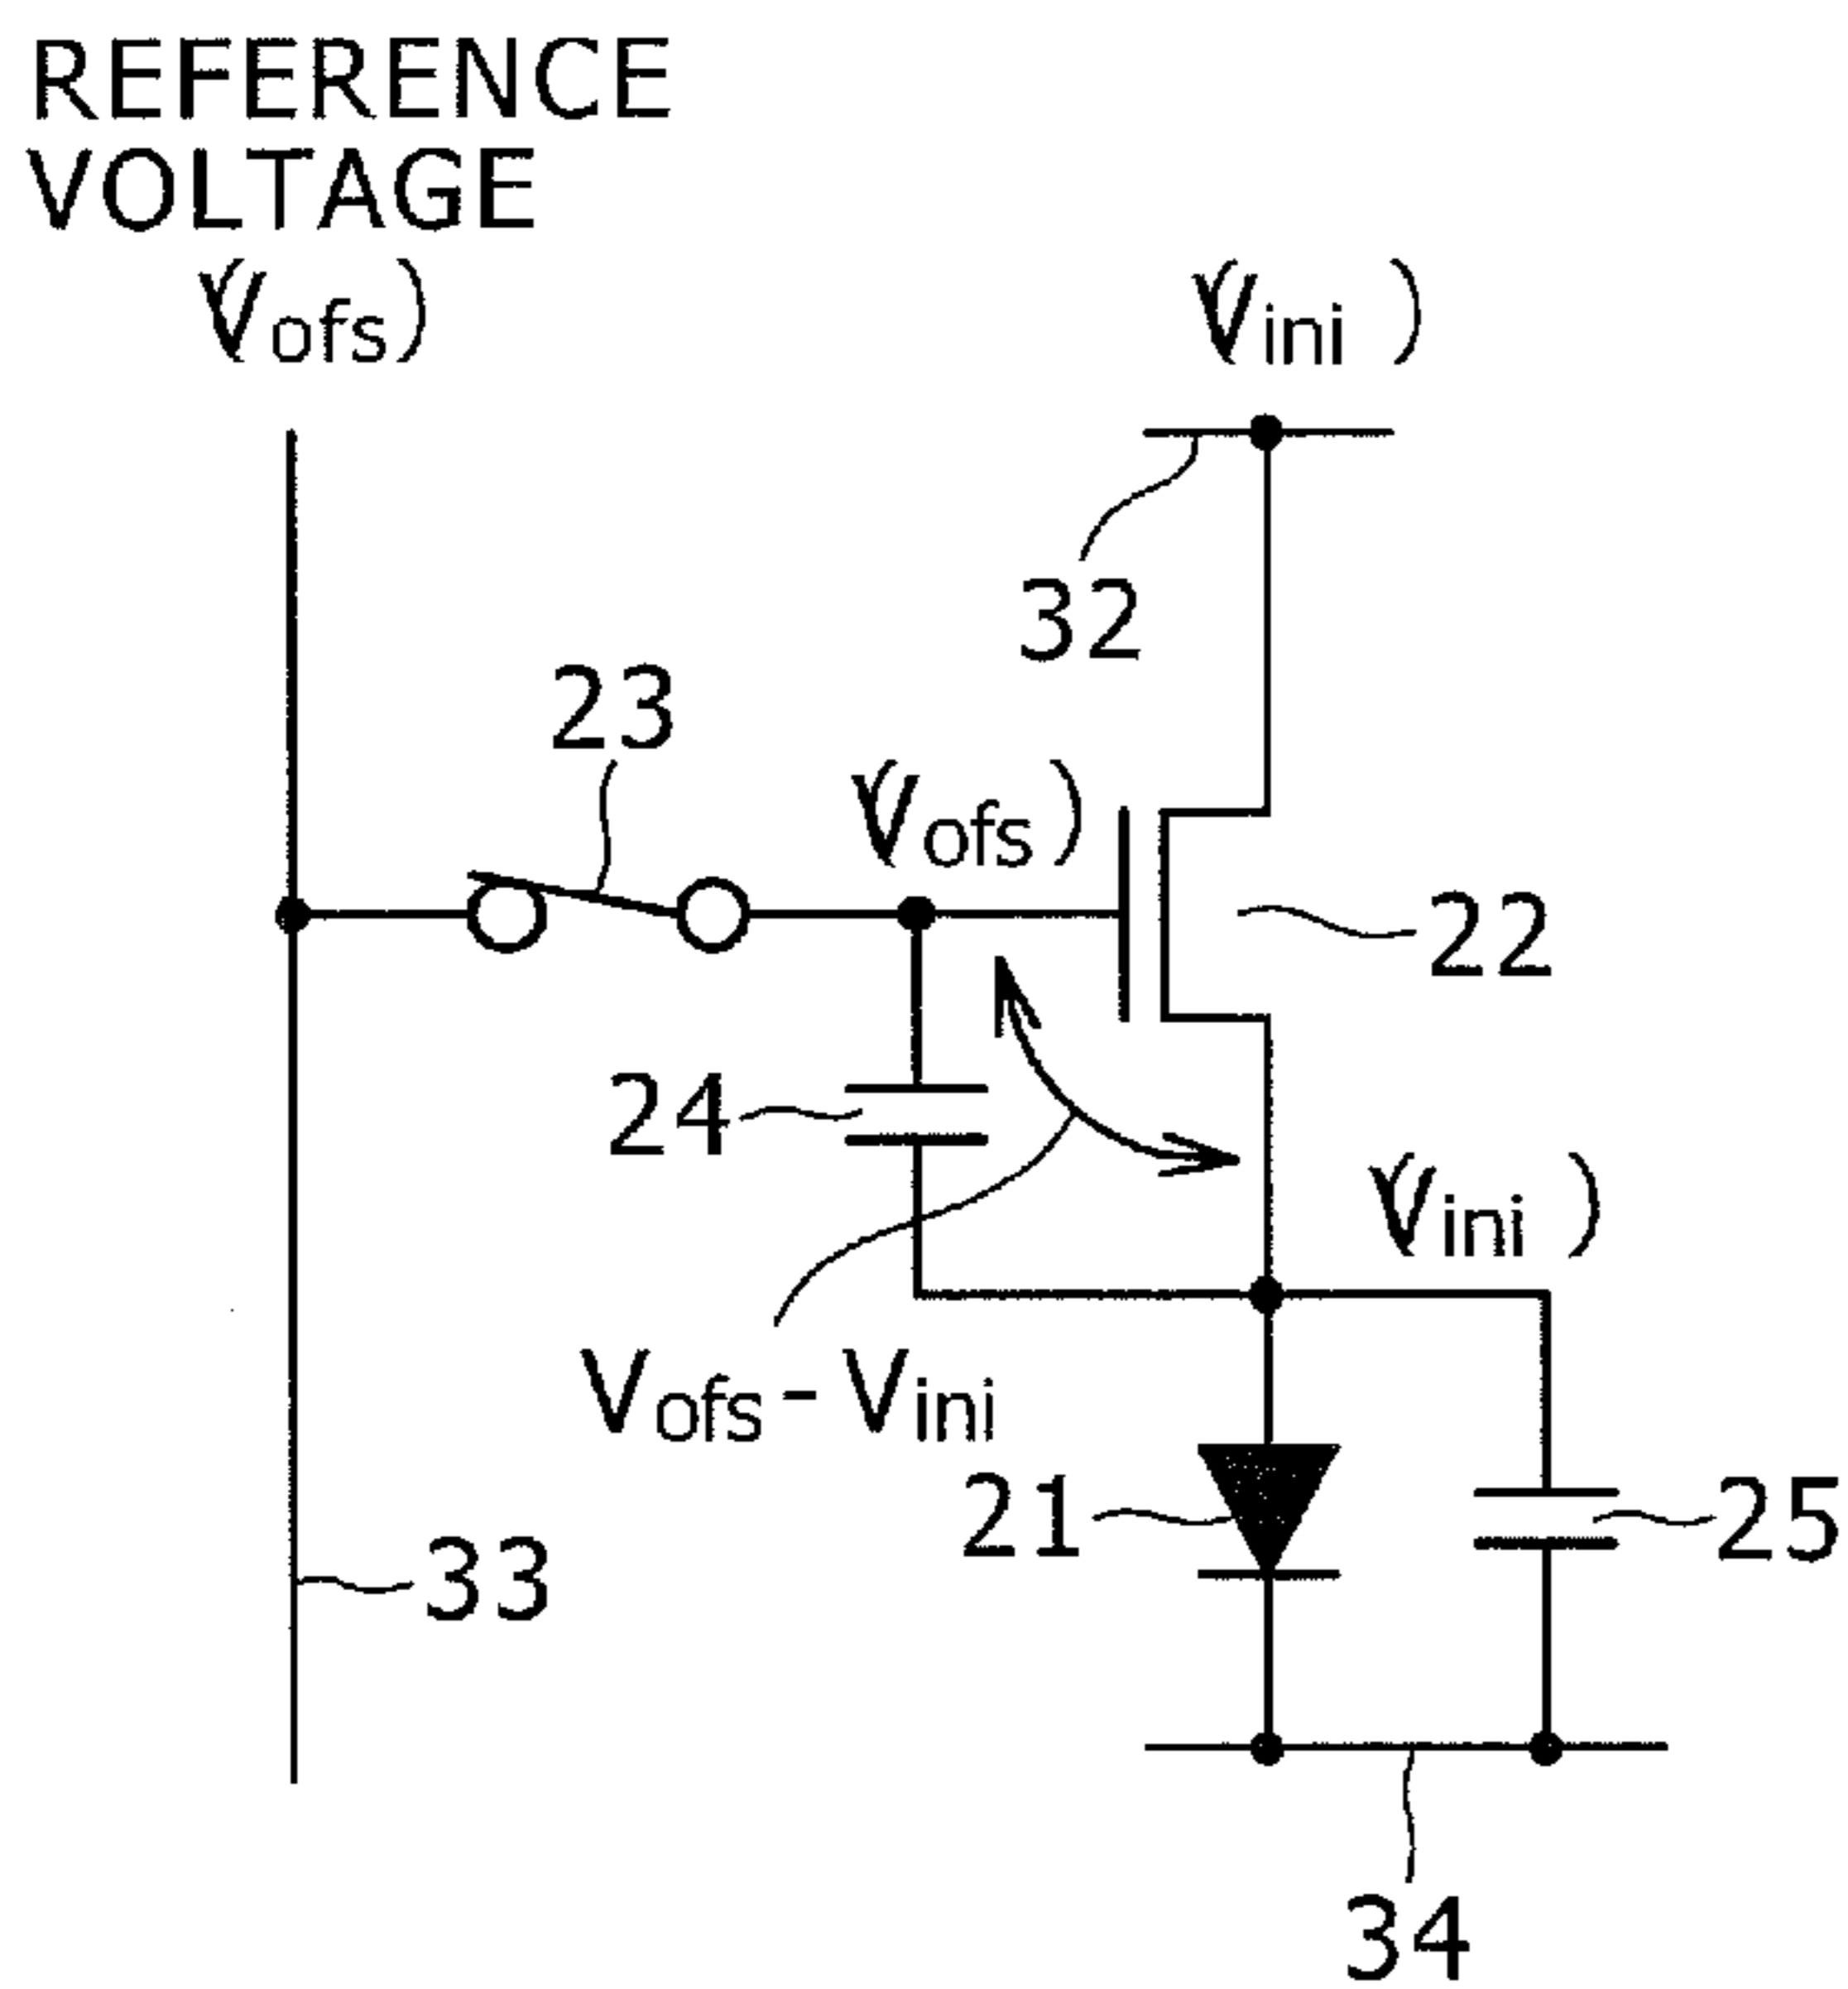 REFERENCE
VOLTAGE
(Vofs)
(Vini )
32
23
(Vofs )
22
24
(Vini )
Vofs - Vini
21
25
33
34